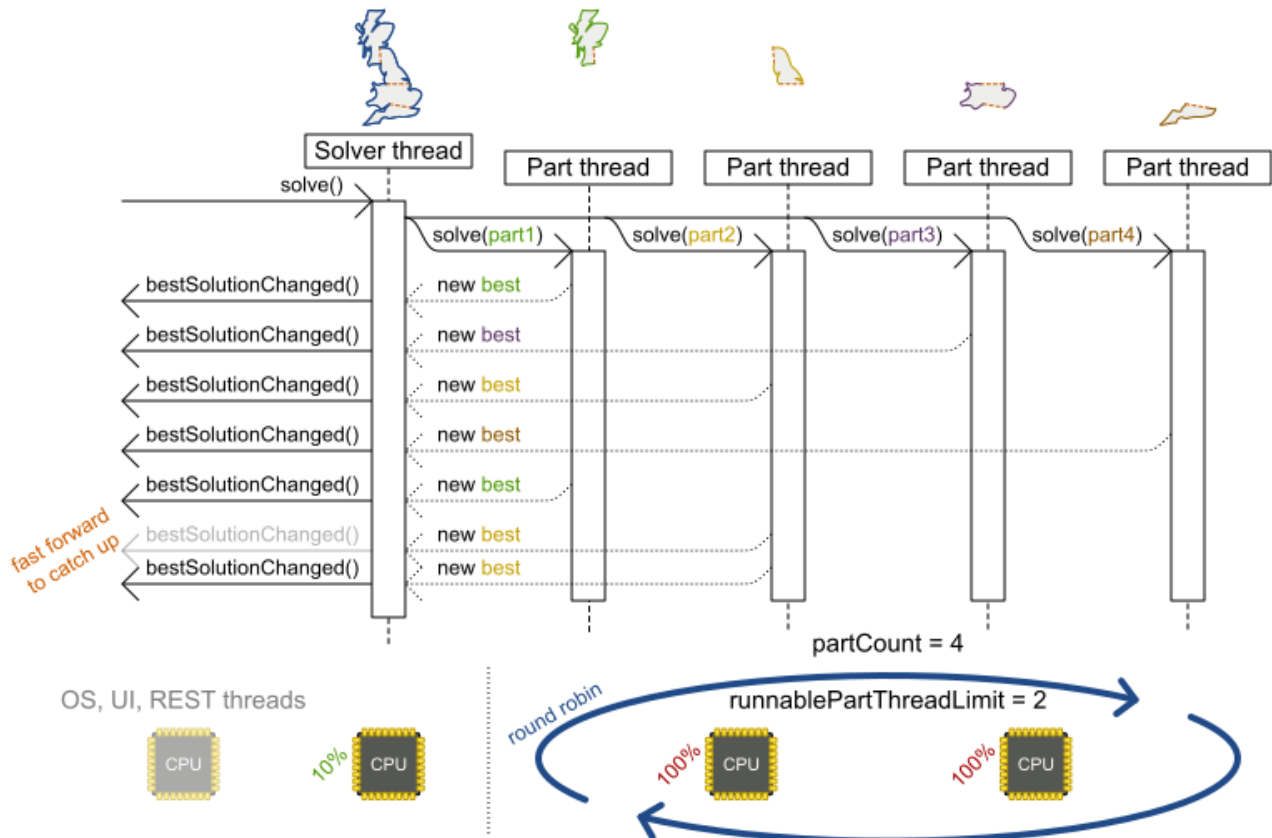 Solver thread
Part thread
Part thread
Part thread
Part thread
solve()
solve(part1)
solve(part2)
solve(part3)
solve(part4)
bestSolutionChanged()
new best
bestSolutionChanged()
new best
bestSolutionChanged()
new best
bestSolutionChanged()
new best
bestSolutionChanged()
new best
fast forward
to catch up
bestSolutionChanged()
new best
bestSolutionChanged()
new best
partCount = 4
OS, UI, REST threads
round robin
runnablePartThreadLimit = 2
CPU
10%
CPU
100%
CPU
100%
CPU